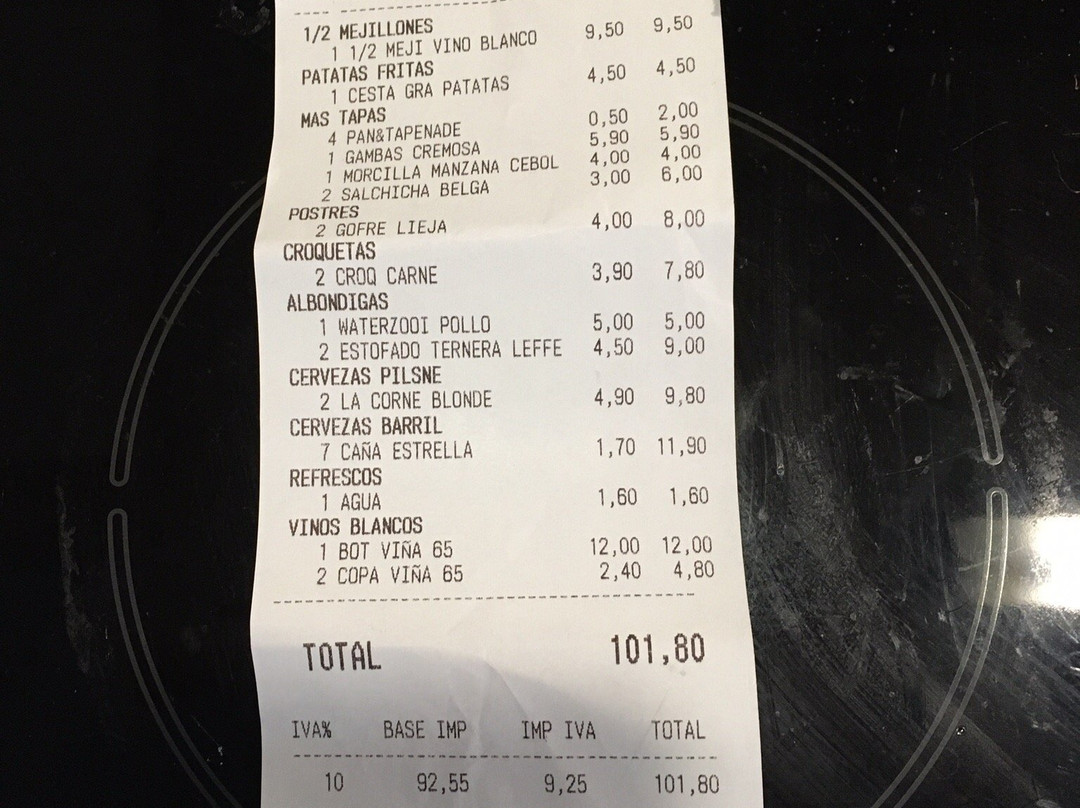 1/2 MEJILLONES
1 1/2 MEJI VINO BLANCO 9,50 9,50
PATATAS FRITAS
1 CESTA GRA PATATAS 4,50 4,50
MAS TAPAS
4 PAN&TAPENADE 0,50 2,00
1 GAMBAS CREMOSA 5,90 5,90
1 MORCILLA MANZANA CEBOL 4,00 4,00
2 SALCHICHA BELGA 3,00 6,00
POSTRES
2 GOFRE LIEJA 4,00 8,00
CROQUETAS
2 CROQ CARNE 3,90 7,80
ALBONDIGAS
1 WATERZOOI POLLO 5,00 5,00
2 ESTOFADO TERNERA LEFFE 4,50 9,00
CERVEZAS PILSNE
2 LA CORNE BLONDE 4,90 9,80
CERVEZAS BARRIL
7 CAÑA ESTRELLA 1,70 11,90
REFRESCOS
1 AGUA 1,60 1,60
VINOS BLANCOS
1 BOT VIÑA 65 12,00 12,00
2 COPA VIÑA 65 2,40 4,80
TOTAL 101,80
IVA% BASE IMP IMP IVA TOTAL
10 92,55 9,25 101,80